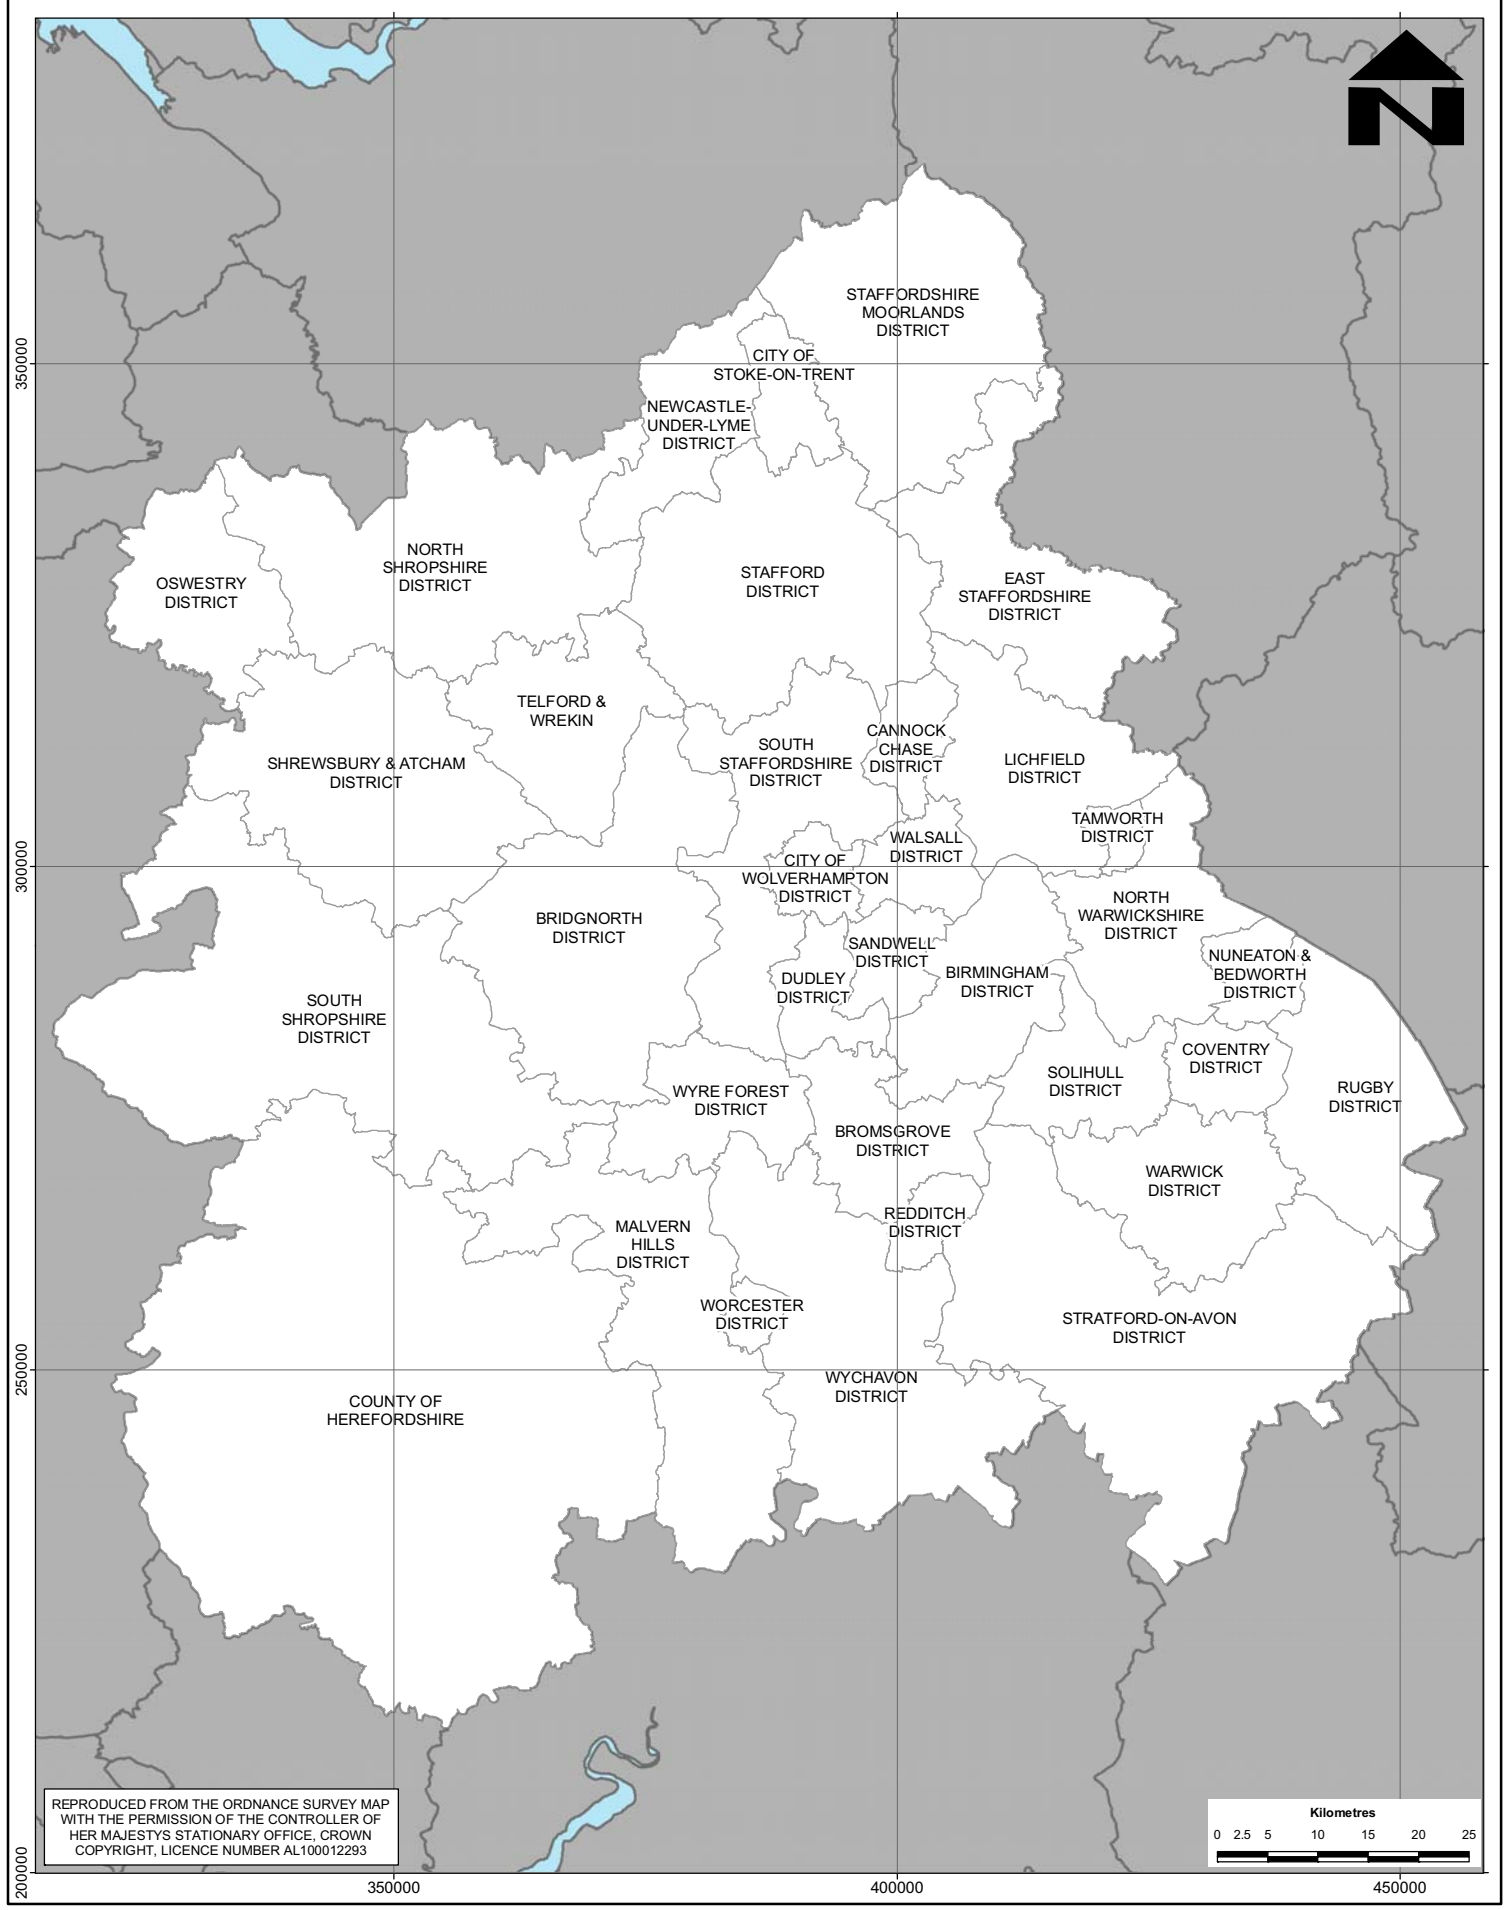 N
STAFFORDSHIRE
MOORLANDS
DISTRICT
CITY OF
STOKE-ON-TRENT
350000
NEWCASTLE-
UNDER-LYME
DISTRICT
NORTH
SHROPSHIRE
DISTRICT
OSWESTRY
DISTRICT
STAFFORD
DISTRICT
EAST
STAFFORDSHIRE
DISTRICT
TELFORD &
WREKIN
SHREWSBURY & ATCHAM
DISTRICT
SOUTH
STAFFORDSHIRE
DISTRICT
CANNOCK
CHASE
DISTRICT
LICHFIELD
DISTRICT
TAMWORTH
DISTRICT
WALSALL
DISTRICT
300000
CITY OF
WOLVERHAMPTON
DISTRICT
NORTH
WARWICKSHIRE
DISTRICT
BRIDGNORTH
DISTRICT
SANDWELL
DISTRICT
DUDLEY
DISTRICT
BIRMINGHAM
DISTRICT
NUNEATON &
BEDWORTH
DISTRICT
SOUTH
SHROPSHIRE
DISTRICT
COVENTRY
DISTRICT
SOLIHULL
DISTRICT
RUGBY
DISTRICT
WYRE FOREST
DISTRICT
BROMSGROVE
DISTRICT
WARWICK
DISTRICT
REDDITCH
DISTRICT
MALVERN
HILLS
DISTRICT
WORCESTER
DISTRICT
STRATFORD-ON-AVON
DISTRICT
250000
WYCHAVON
DISTRICT
COUNTY OF
HEREFORDSHIRE
REPRODUCED FROM THE ORDNANCE SURVEY MAP
WITH THE PERMISSION OF THE CONTROLLER OF
HER MAJESTYS STATIONARY OFFICE, CROWN
COPYRIGHT, LICENCE NUMBER AL100012293
Kilometres
0 2.5 5 10 15 20 25
200000
350000 400000 450000